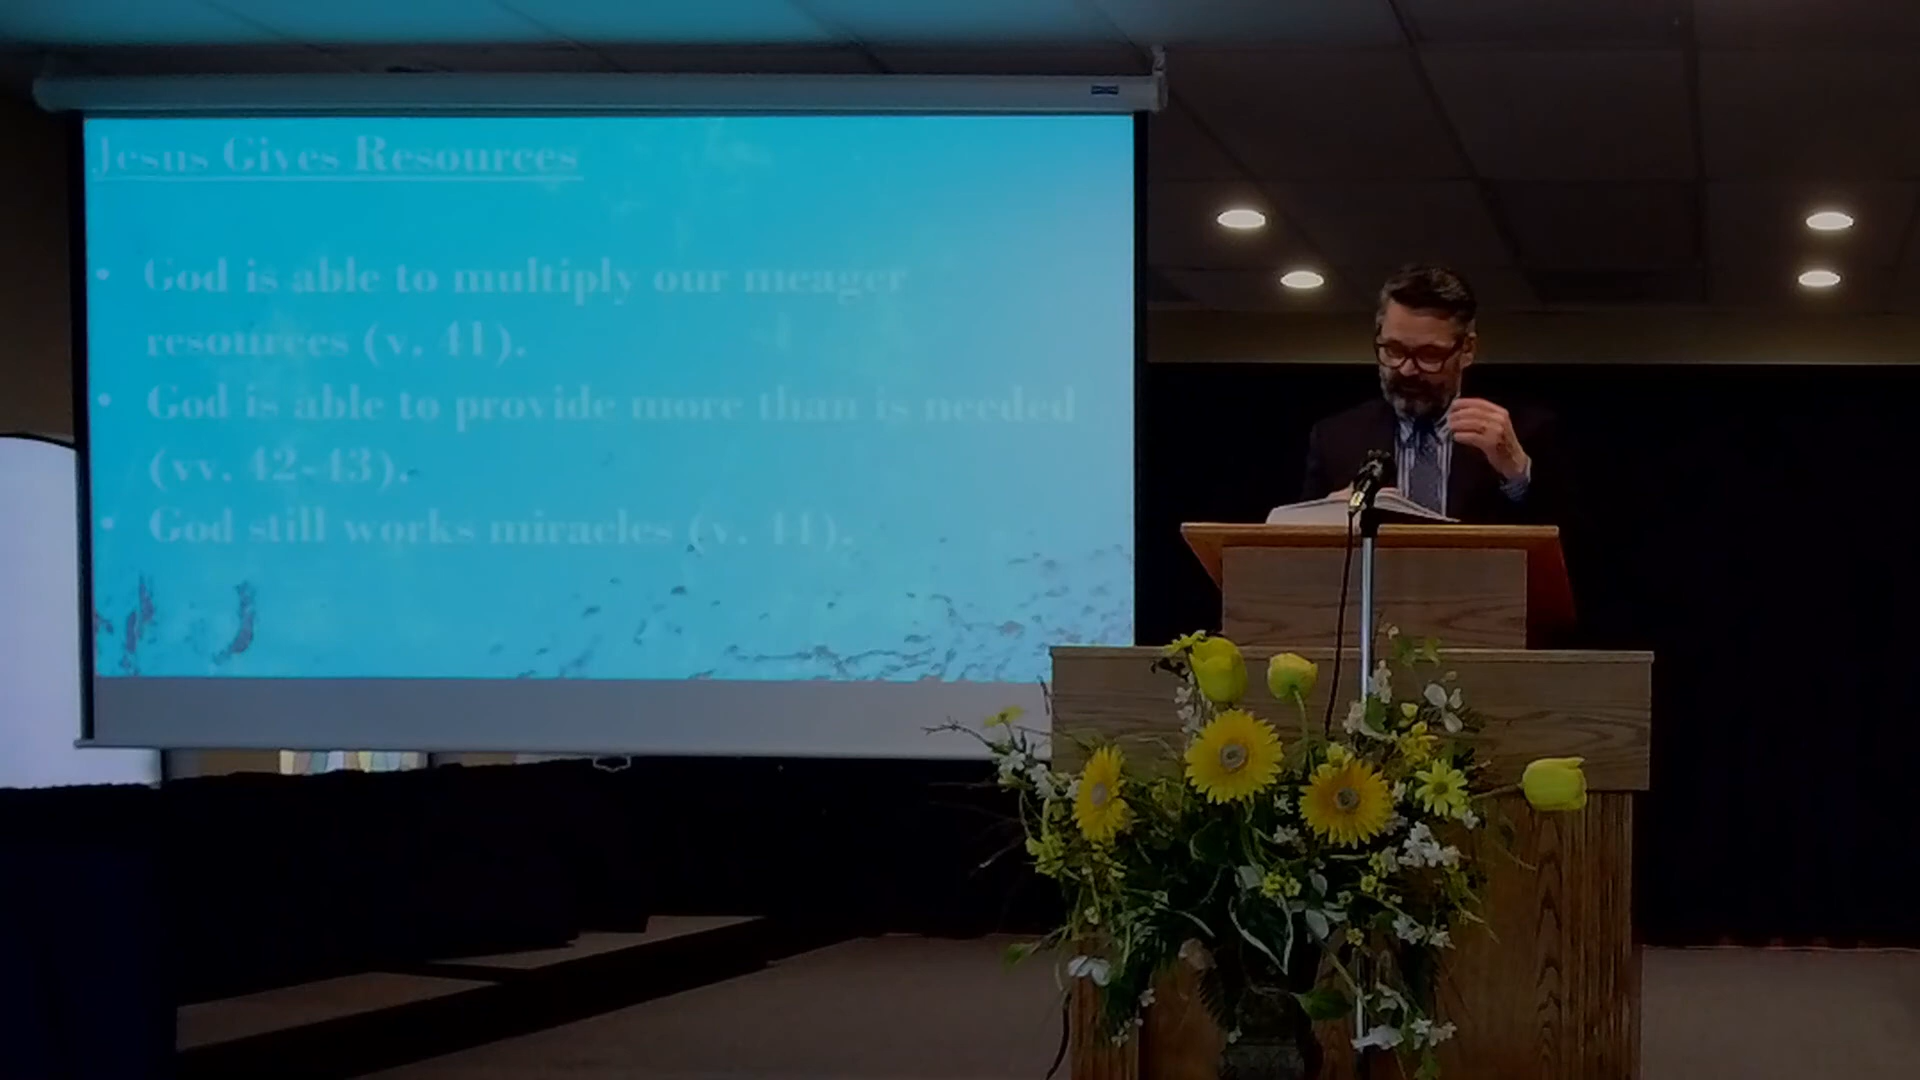 Jesus Gives Resources
• God is able to multiply our meager
resources (v. 41).
• God is able to provide more than is needed
(vv. 42-43).
• God still works miracles (v. 44).